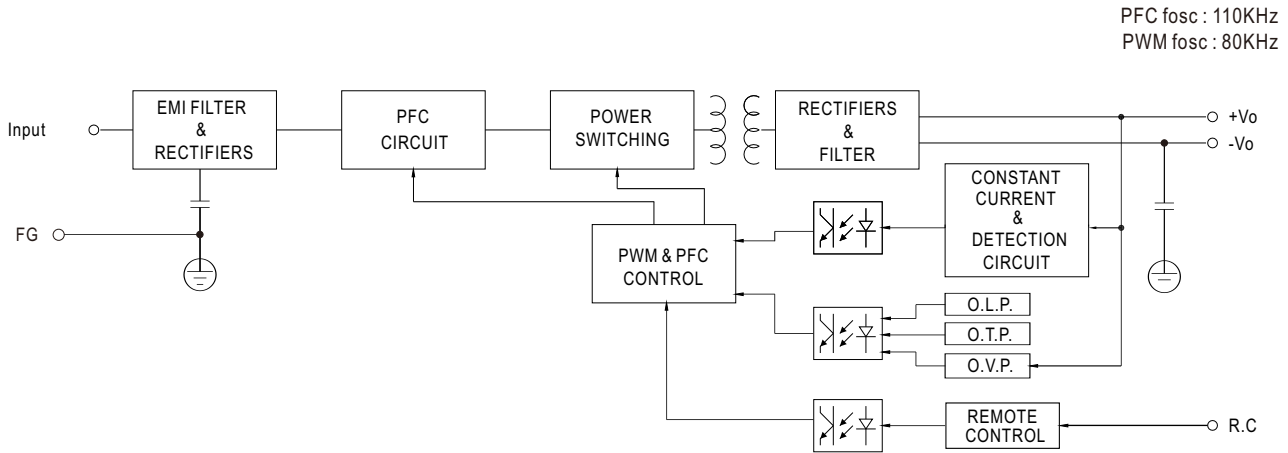 PFC fosc : 110KHz
PWM fosc : 80KHz
Input
EMI FILTER
&
RECTIFIERS
PFC
CIRCUIT
POWER
SWITCHING
RECTIFIERS
&
FILTER
+Vo
-Vo
FG
PWM & PFC
CONTROL
CONSTANT
CURRENT
&
DETECTION
CIRCUIT
O.L.P.
O.T.P.
O.V.P.
REMOTE
CONTROL
R.C